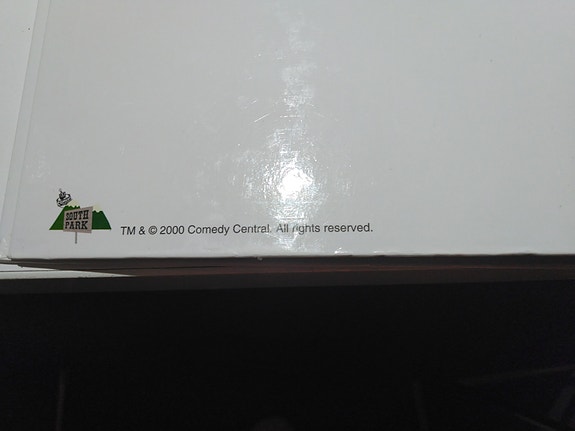 SOUTH
PARK
TM & © 2000 Comedy Central. All rights reserved.